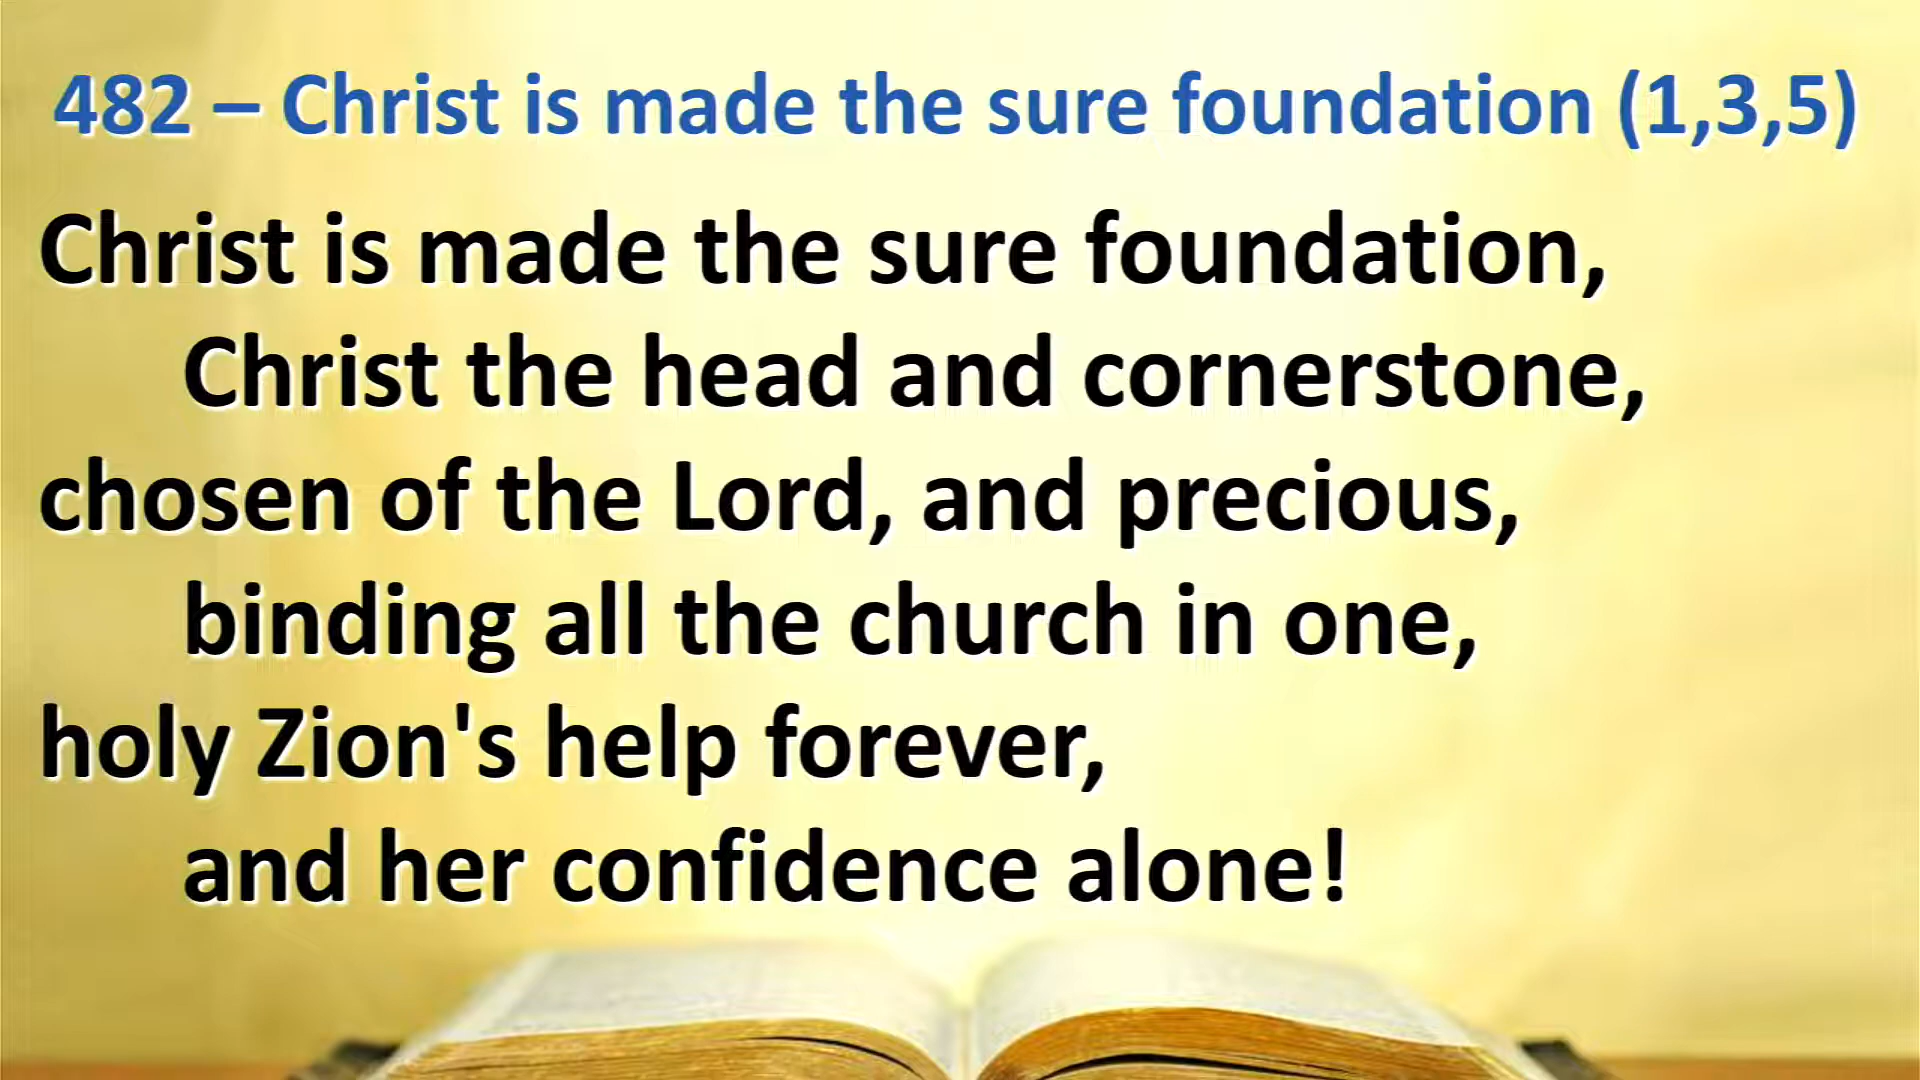 482 – Christ is made the sure foundation (1,3,5)
Christ is made the sure foundation,
Christ the head and cornerstone,
chosen of the Lord, and precious,
binding all the church in one,
holy Zion's help forever,
and her confidence alone!